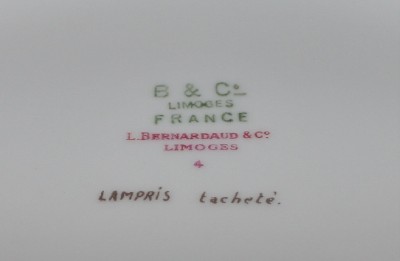 B & Co
LIMOGES
FRANCE
L. BERNARDAUD & Co
LIMOGES
4
LAMPRIS tacheté.